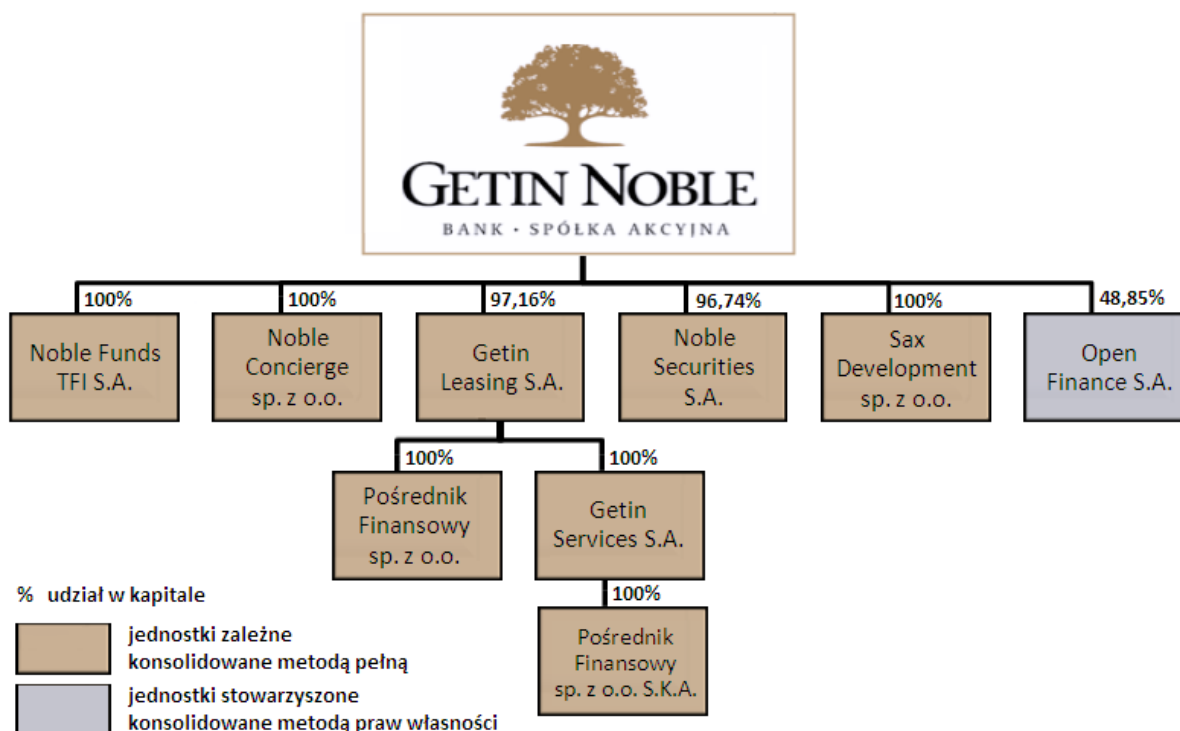 GETIN NOBLE
BANK · SPÓŁKA AKCYJNA
100%
100%
97,16%
96,74%
100%
48,85%
Noble Funds
TFI S.A.
Noble
Concierge
sp. z o.o.
Getin
Leasing S.A.
Noble
Securities
S.A.
Sax
Development
sp. z o.o.
Open
Finance S.A.
100%
100%
Pośrednik
Finansowy
sp. z o.o.
Getin
Services S.A.
100%
Pośrednik
Finansowy
sp. z o.o. S.K.A.
% udział w kapitale
jednostki zależne
konsolidowane metodą pełną
jednostki stowarzyszone
konsolidowane metodą praw własności